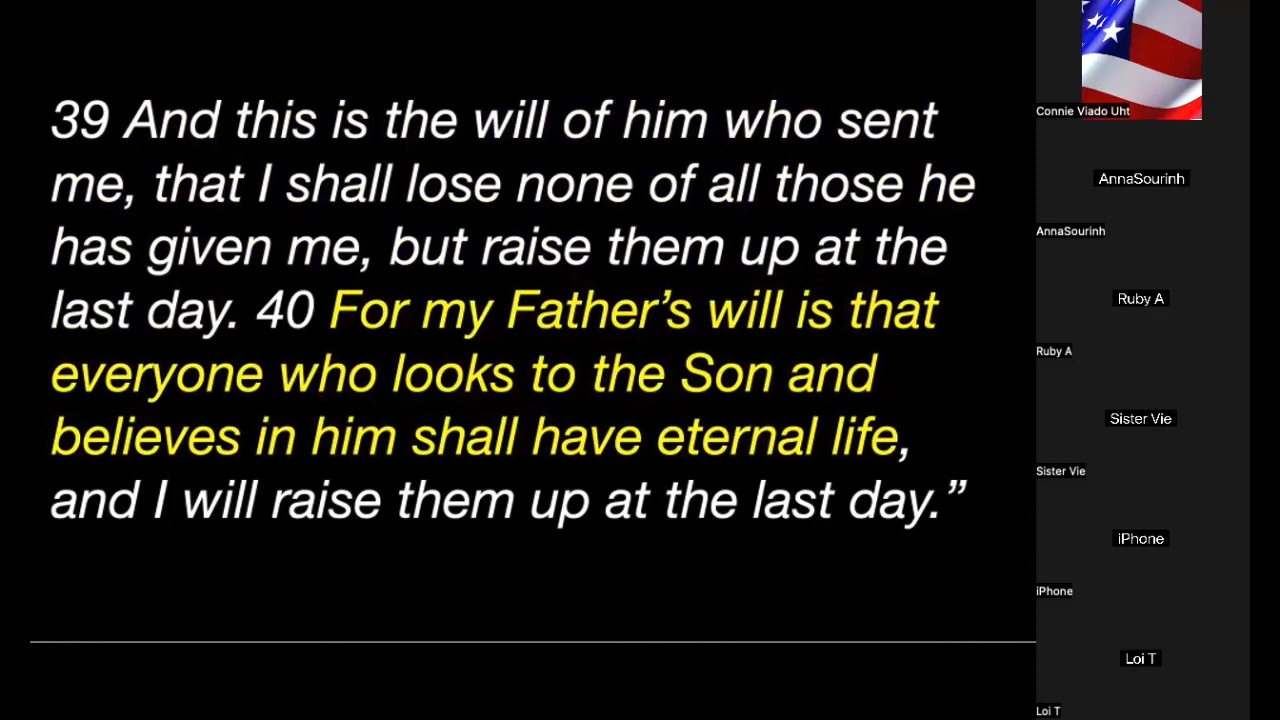 39 And this is the will of him who sent
me, that I shall lose none of all those he
has given me, but raise them up at the
last day. 40 For my Father’s will is that
everyone who looks to the Son and
believes in him shall have eternal life,
and I will raise them up at the last day.”
Connie Viado Uht
AnnaSourinh
AnnaSourinh
Ruby A
Ruby A
Sister Vie
Sister Vie
iPhone
iPhone
Loi T
Loi T